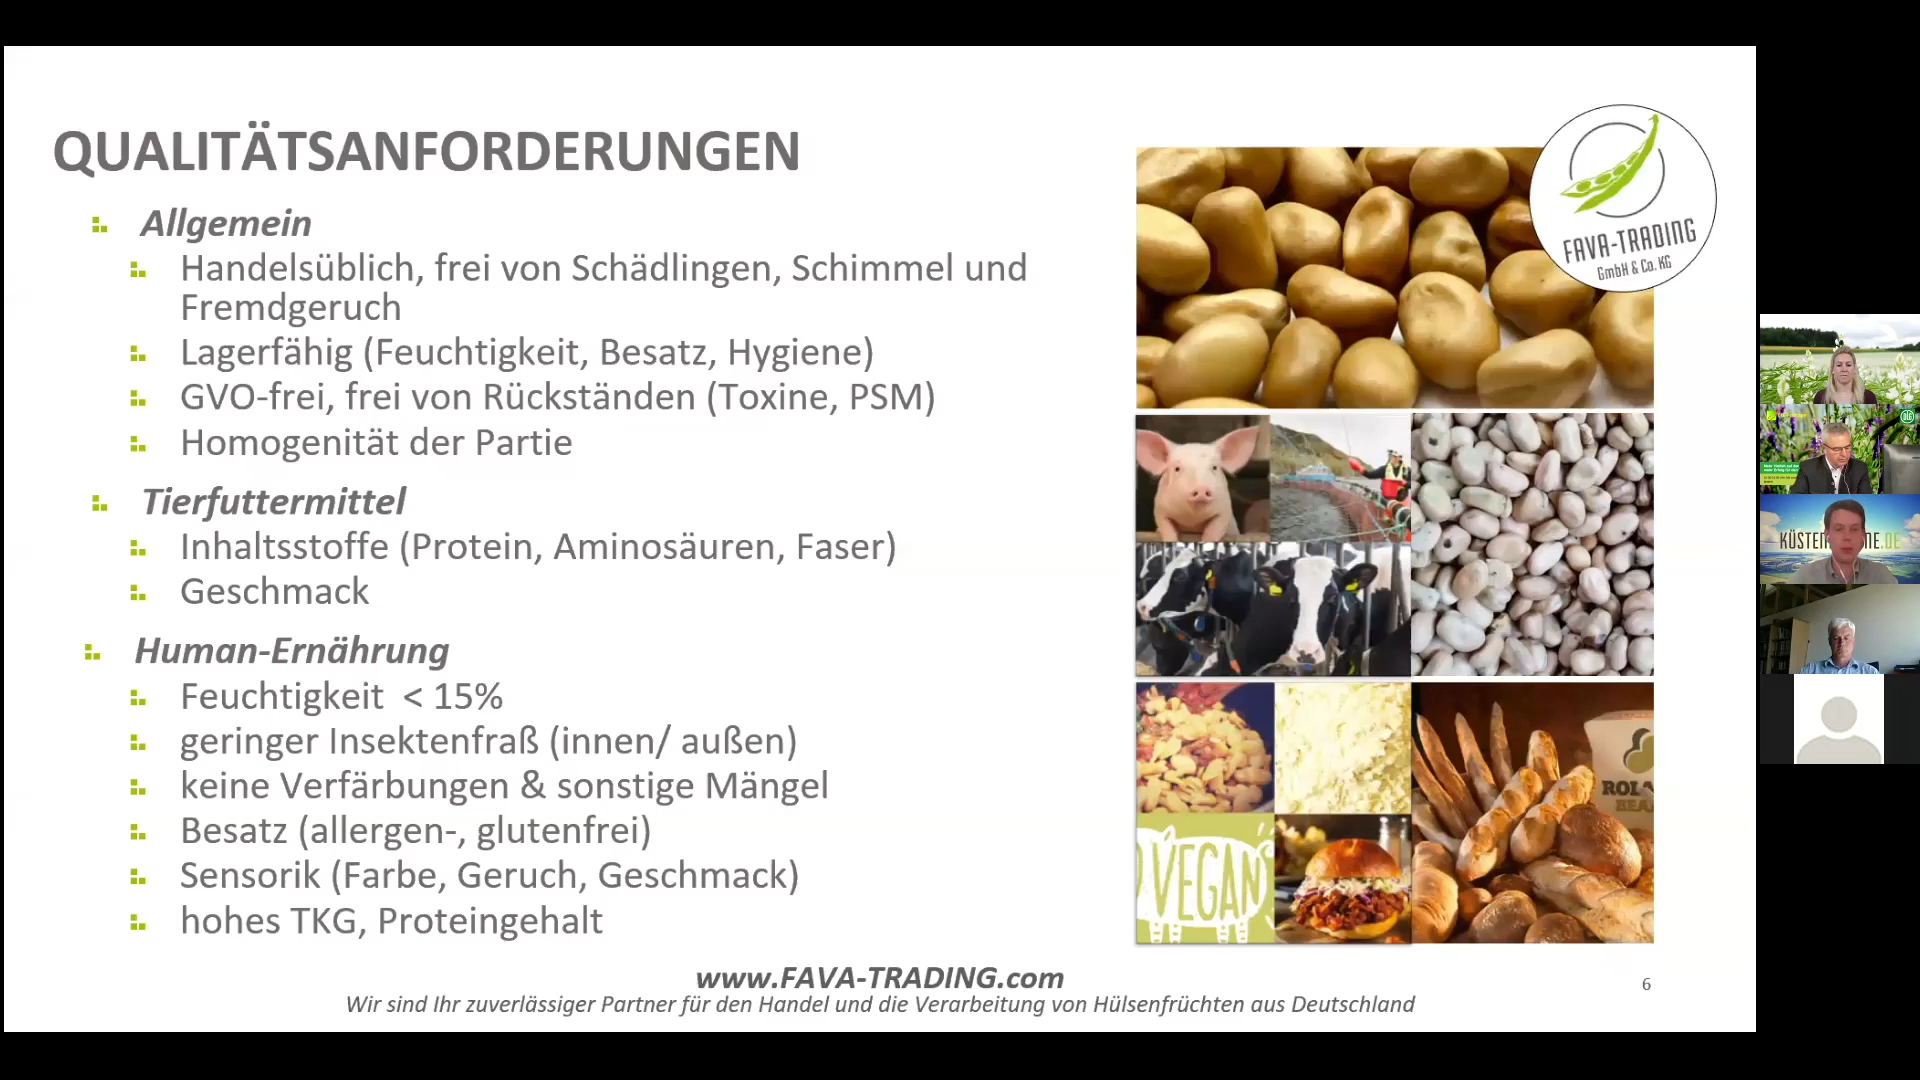 QUALITÄTSANFORDERUNGEN
Allgemein
Handelsüblich, frei von Schädlingen, Schimmel und
Fremdgeruch
Lagerfähig (Feuchtigkeit, Besatz, Hygiene)
GVO-frei, frei von Rückständen (Toxine, PSM)
Homogenität der Partie
Tierfuttermittel
Inhaltsstoffe (Protein, Aminosäuren, Faser)
Geschmack
Human-Ernährung
Feuchtigkeit < 15%
geringer Insektenfraß (innen/ außen)
keine Verfärbungen & sonstige Mängel
Besatz (allergen-, glutenfrei)
Sensorik (Farbe, Geruch, Geschmack)
hohes TKG, Proteingehalt
FAVA-TRADING
GmbH & Co. KG
VEGAN
www.FAVA-TRADING.com
Wir sind Ihr zuverlässiger Partner für den Handel und die Verarbeitung von Hülsenfrüchten aus Deutschland
6